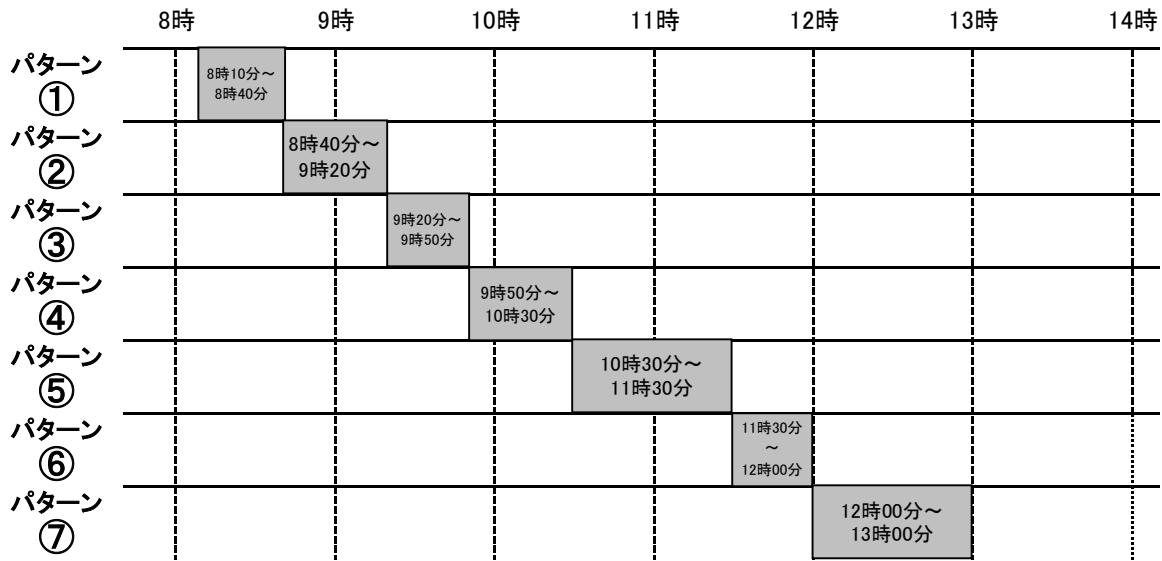 8時 9時 10時 11時 12時 13時 14時
パターン
①
8時10分～
8時40分
パターン
②
8時40分～
9時20分
パターン
③
9時20分～
9時50分
パターン
④
9時50分～
10時30分
パターン
⑤
10時30分～
11時30分
パターン
⑥
11時30分
～
12時00分
パターン
⑦
12時00分～
13時00分